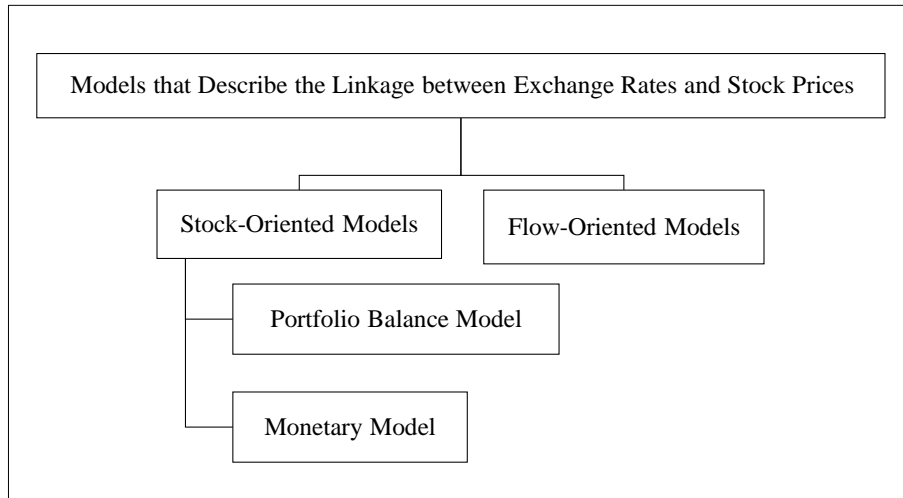 Models that Describe the Linkage between Exchange Rates and Stock Prices
Stock-Oriented Models
Flow-Oriented Models
Portfolio Balance Model
Monetary Model